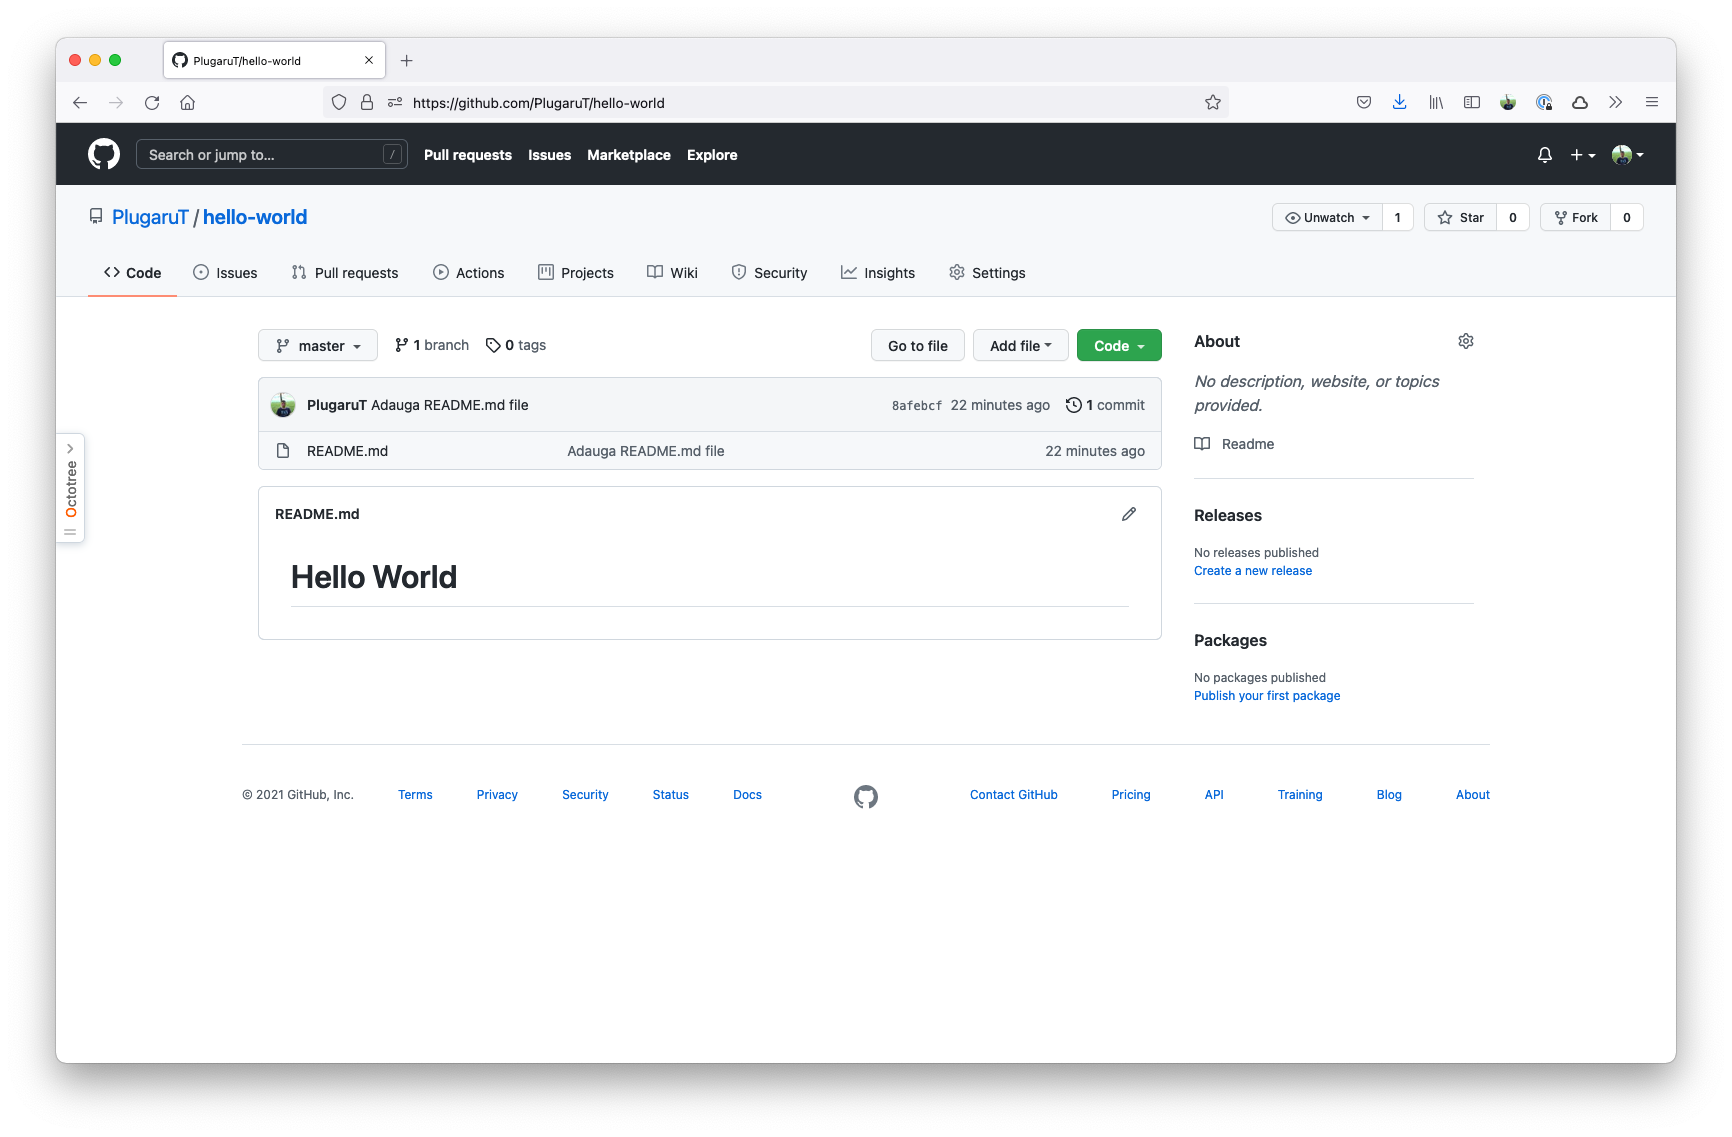 PlugaruT/hello-world
https://github.com/PlugaruT/hello-world
Search or jump to... /
Pull requests Issues Marketplace Explore
PlugaruT / hello-world
Unwatch 1 Star 0 Fork 0
Code Issues Pull requests Actions Projects Wiki Security Insights Settings
master 1 branch 0 tags
Go to file Add file Code
PlugaruT Adauga README.md file 8afebcf 22 minutes ago 1 commit
README.md Adauga README.md file 22 minutes ago
README.md
Hello World
About
No description, website, or topics
provided.
Readme
Releases
No releases published
Create a new release
Packages
No packages published
Publish your first package
Octotree
© 2021 GitHub, Inc. Terms Privacy Security Status Docs Contact GitHub Pricing API Training Blog About